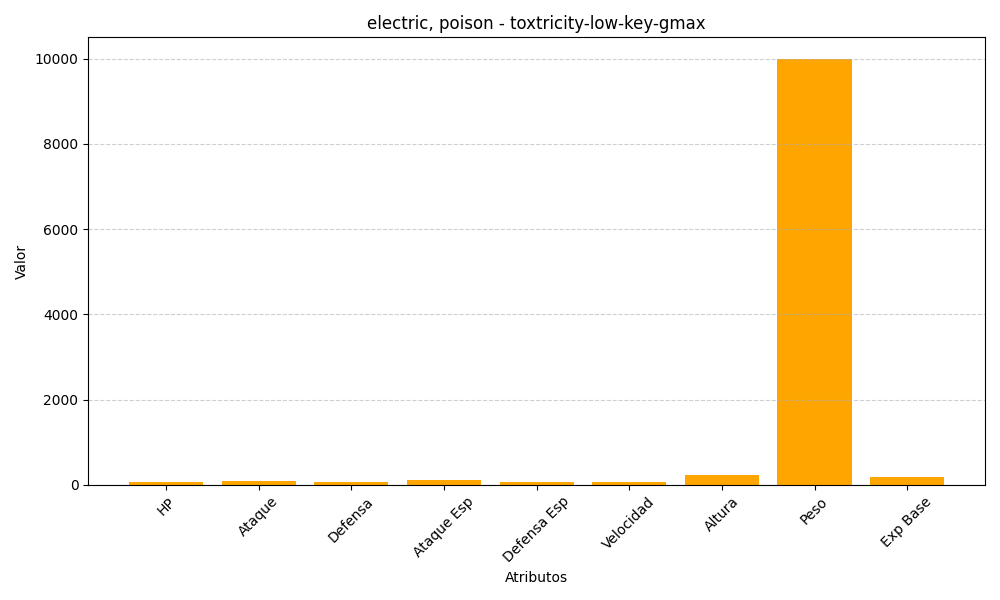 electric, poison - toxtricity-low-key-gmax
10000
8000
6000
4000
2000
0
Valor
HP
Ataque
Defensa
Ataque Esp
Defensa Esp
Velocidad
Altura
Peso
Exp Base
Atributos